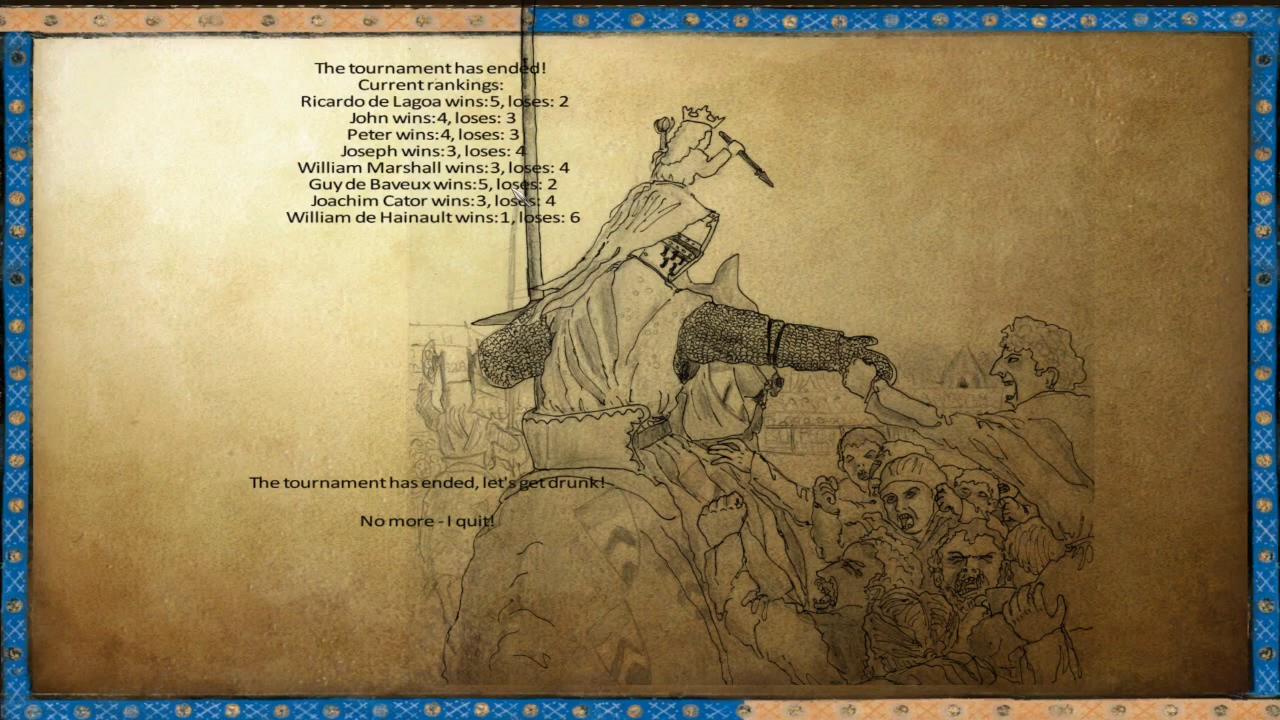 The tournament has ended!
Current rankings:
Ricardo de Lagoa wins:5, loses: 2
John wins:4, loses: 3
Peter wins:4, loses: 3
Joseph wins:3, loses: 4
William Marshall wins:3, loses: 4
Guy de Baveux wins:5, loses: 2
Joachim Cator wins:3, loses: 4
William de Hainault wins:1, loses: 6
The tournament has ended, let's get drunk!
No more - I quit!